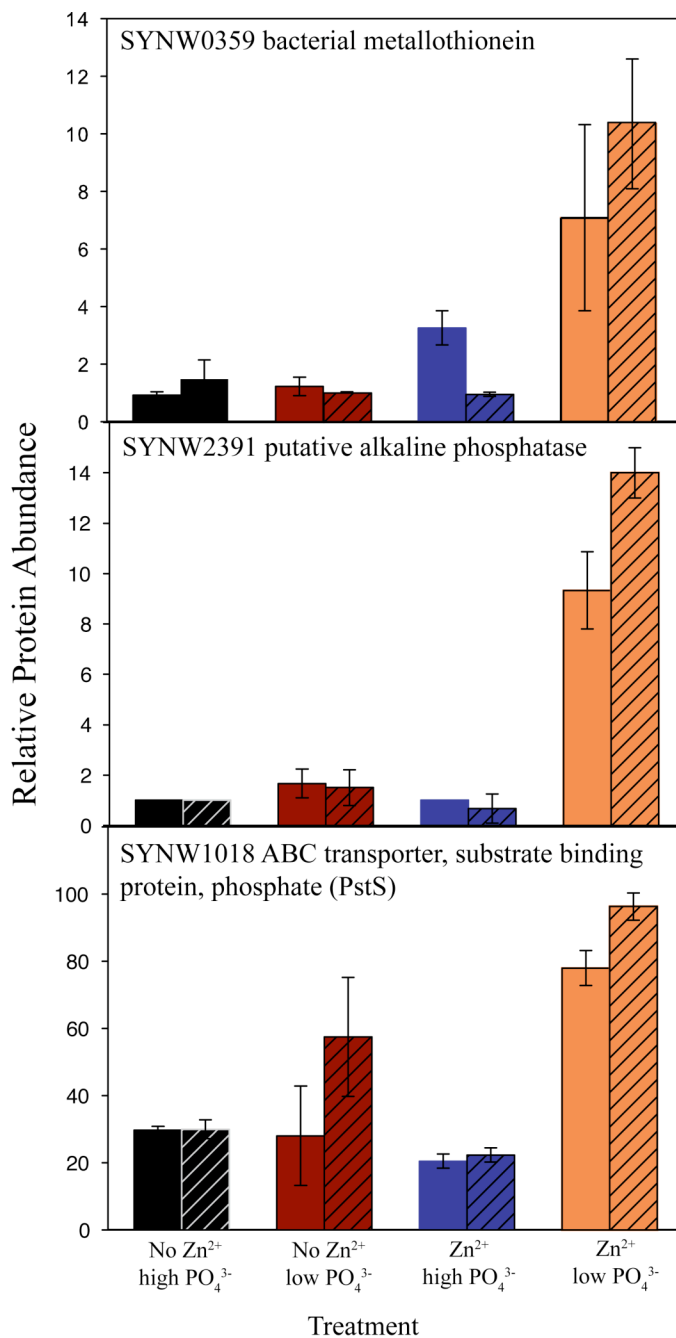 Relative Protein Abundance
SYNW0359 bacterial metallothionein
14
12
10
8
6
4
2
0
SYNW2391 putative alkaline phosphatase
14
12
10
8
6
4
2
0
SYNW1018 ABC transporter, substrate binding
protein, phosphate (PstS)
100
80
60
40
20
0
No Zn²⁺
high PO₄³⁻
No Zn²⁺
low PO₄³⁻
Zn²⁺
high PO₄³⁻
Zn²⁺
low PO₄³⁻
Treatment